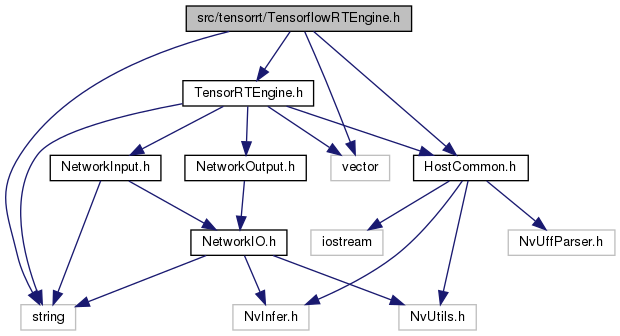 src/tensorrt/TensorflowRTEngine.h
TensorRTEngine.h
NetworkInput.h
NetworkOutput.h
vector
HostCommon.h
NetworkIO.h
iostream
NvUffParser.h
string
NvInfer.h
NvUtils.h